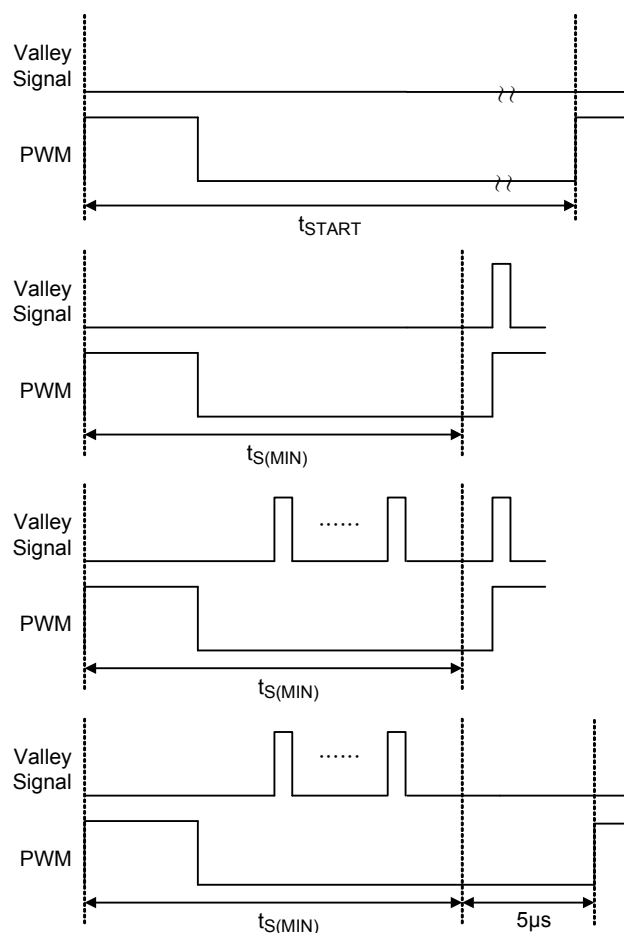 Valley
Signal
PWM
tSTART
Valley
Signal
PWM
tS(MIN)
Valley
Signal
......
PWM
tS(MIN)
Valley
Signal
......
PWM
tS(MIN)
5μs